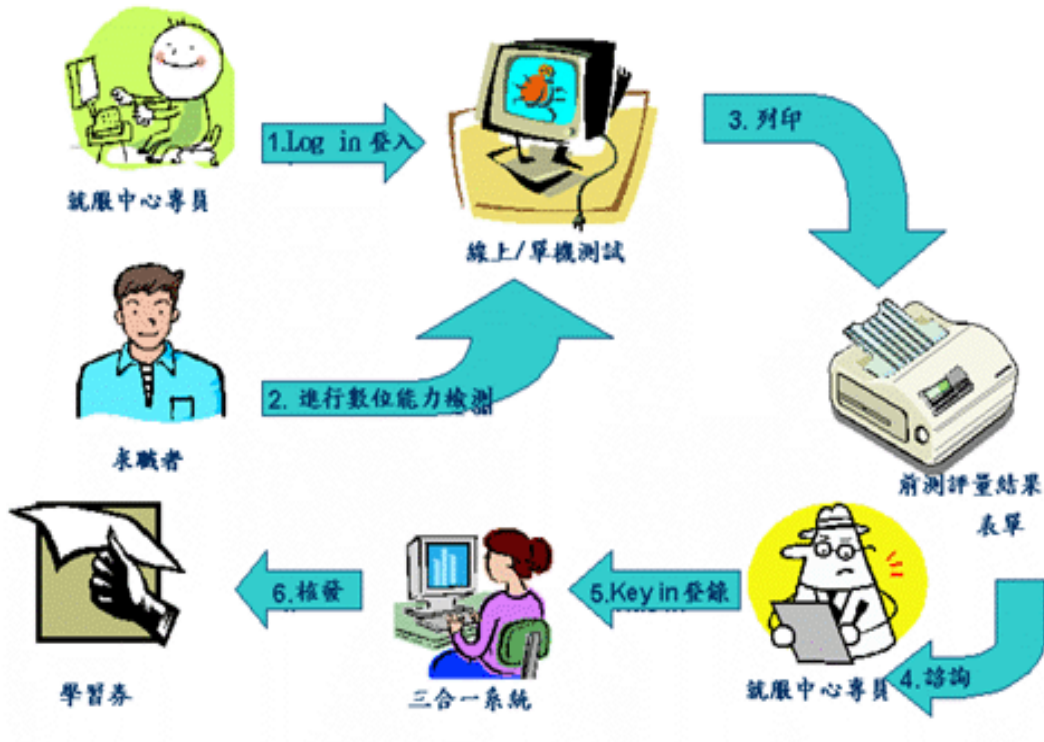 1.Log in 登入
3. 列印
就服中心專員
線上/單機測試
2. 進行數位能力檢測
求職者
前測評量結果
表單
6.核發
5.Key in 登錄
4.諮詢
學習券
三合一系統
就服中心專員